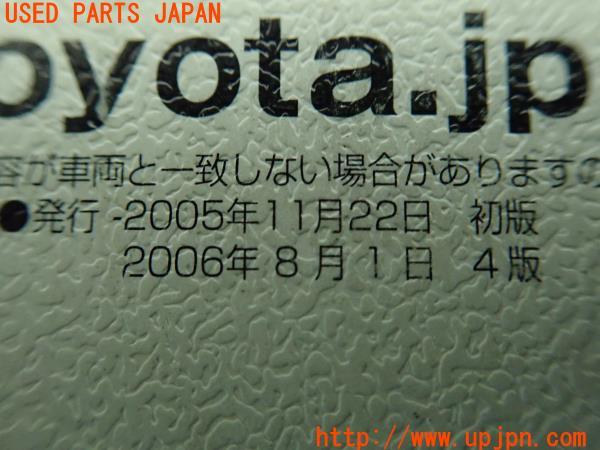 USED PARTS JAPAN
oyota.jp
容が車両と一致しない場合がありますの
●発行-2005年11月22日 初版
2006年 8 月 1 日 4 版
http://www.upjpn.com/